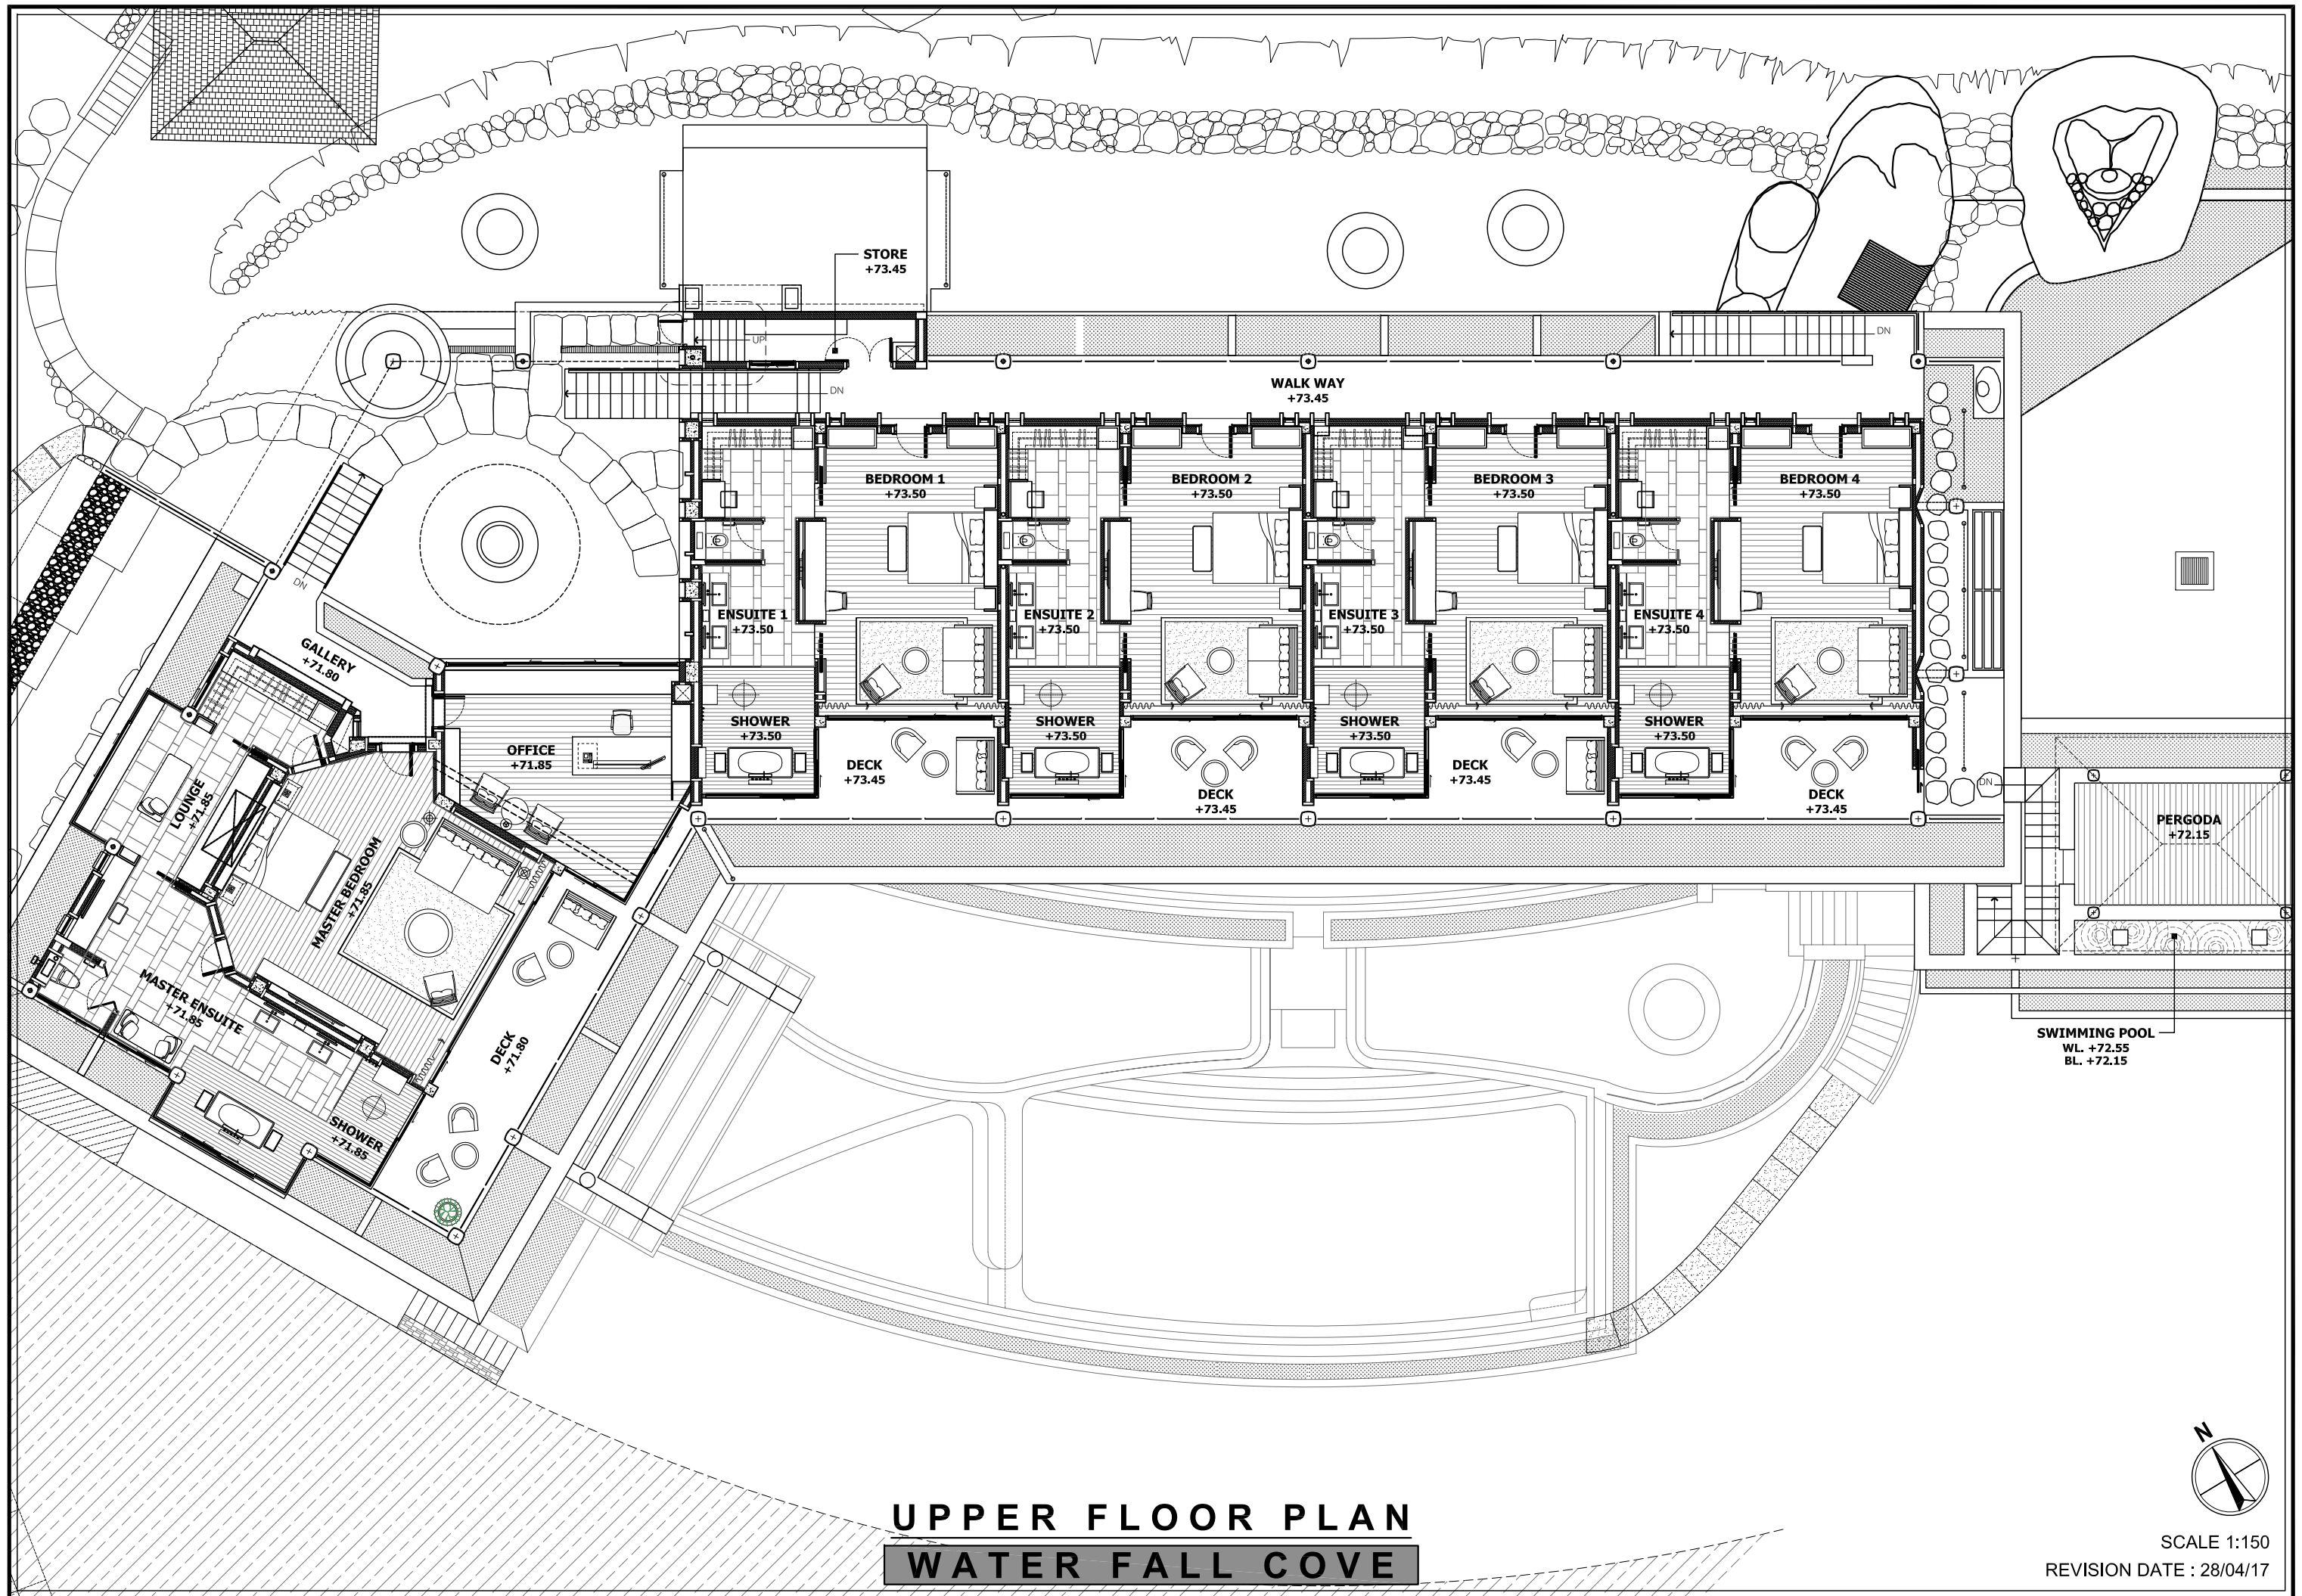 STORE
+73.45
UP
DN
DN
WALK WAY
+73.45
BEDROOM 1
+73.50
BEDROOM 2
+73.50
BEDROOM 3
+73.50
BEDROOM 4
+73.50
DN
ENSUITE 1
+73.50
ENSUITE 2
+73.50
ENSUITE 3
+73.50
ENSUITE 4
+73.50
GALLERY
+71.80
SHOWER
+73.50
SHOWER
+73.50
SHOWER
+73.50
SHOWER
+73.50
OFFICE
+71.85
DECK
+73.45
DECK
+73.45
DECK
+73.45
DECK
+73.45
DN
LOUNGE
+71.85
PERGODA
+72.15
MASTER BEDROOM
+71.85
MASTER ENSUITE
+71.85
DECK
+71.80
SHOWER
+71.85
SWIMMING POOL
WL. +72.55
BL. +72.15
N
UPPER FLOOR PLAN
WATER FALL COVE
SCALE 1:150
REVISION DATE : 28/04/17